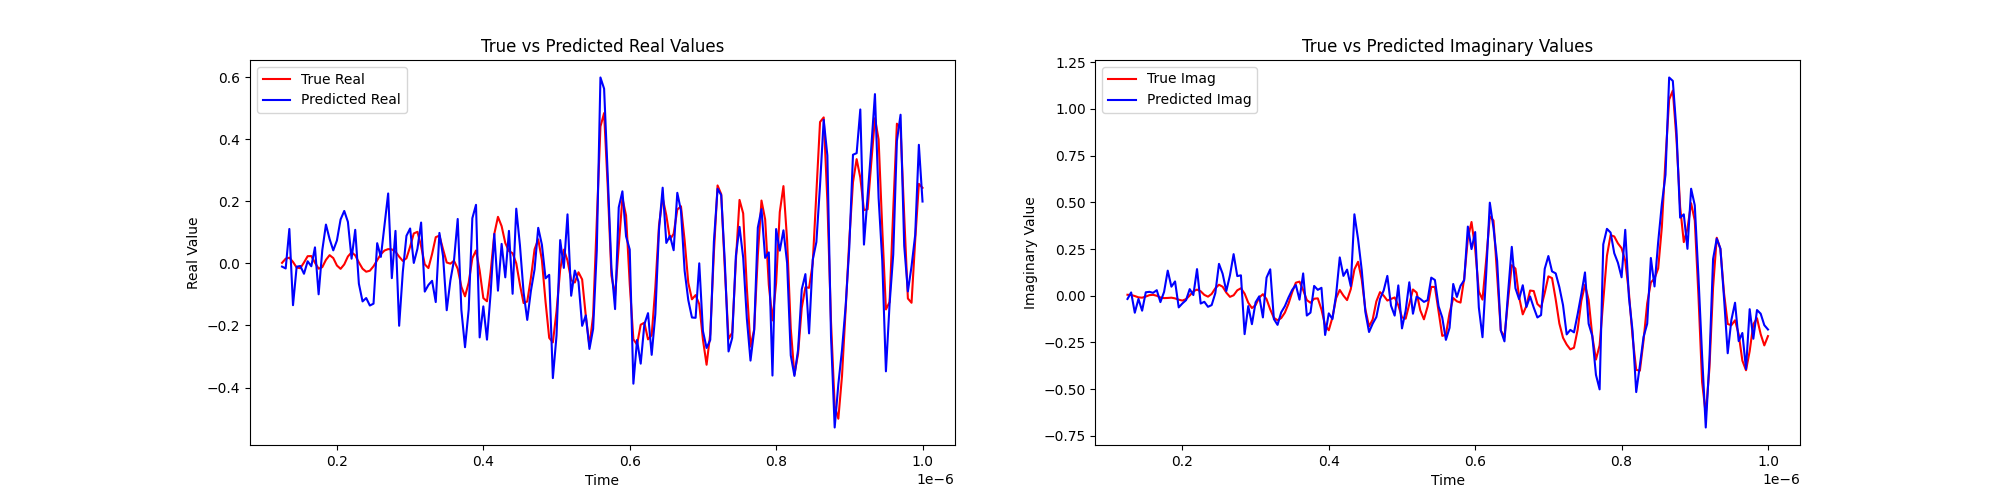 True vs Predicted Real Values
True Real
Predicted Real
0.6
0.4
0.2
0.0
−0.2
−0.4
Real Value
0.2 0.4 0.6 0.8 1.0
1e−6
Time
True vs Predicted Imaginary Values
True Imag
Predicted Imag
1.25
1.00
0.75
0.50
0.25
0.00
−0.25
−0.50
−0.75
Imaginary Value
0.2 0.4 0.6 0.8 1.0
1e−6
Time